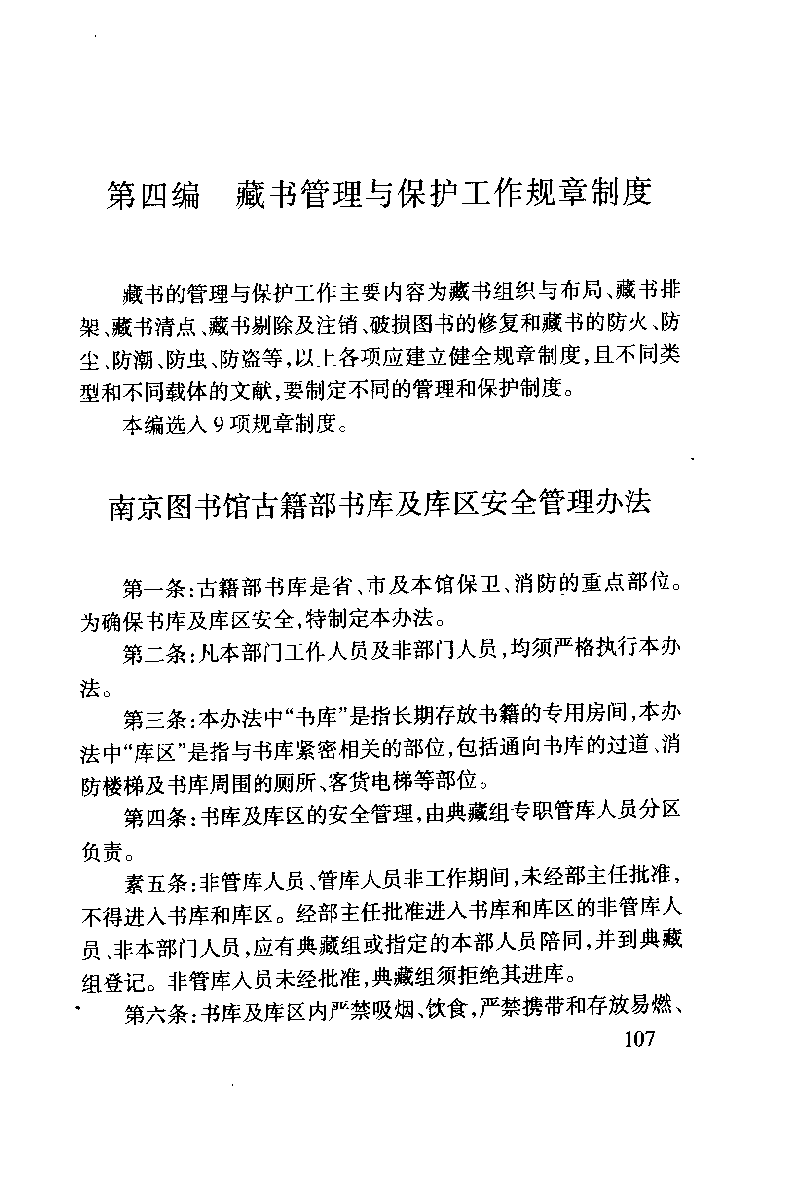 第四编　藏书管理与保护工作规章制度
藏书的管理与保护工作主要内容为藏书组织与布局、藏书排
架、藏书清点、藏书剔除及注销、破损图书的修复和藏书的防火、防
尘、防潮、防虫、防盗等,以上各项应建立健全规章制度,且不同类
型和不同载体的文献,要制定不同的管理和保护制度。
本编选入9项规章制度。
南京图书馆古籍部书库及库区安全管理办法
第一条:古籍部书库是省、市及本馆保卫、消防的重点部位。
为确保书库及库区安全,特制定本办法。
第二条:凡本部门工作人员及非部门人员,均须严格执行本办
法。
第三条:本办法中“书库”是指长期存放书籍的专用房间,本办
法中“库区”是指与书库紧密相关的部位,包括通向书库的过道、消
防楼梯及书库周围的厕所、客货电梯等部位。
第四条:书库及库区的安全管理,由典藏组专职管库人员分区
负责。
素五条:非管库人员、管库人员非工作期间,未经部主任批准,
不得进入书库和库区。经部主任批准进入书库和库区的非管库人
员、非本部门人员,应有典藏组或指定的本部人员陪同,并到典藏
组登记。非管库人员未经批准,典藏组须拒绝其进库。
第六条:书库及库区内严禁吸烟、饮食,严禁携带和存放易燃、
107